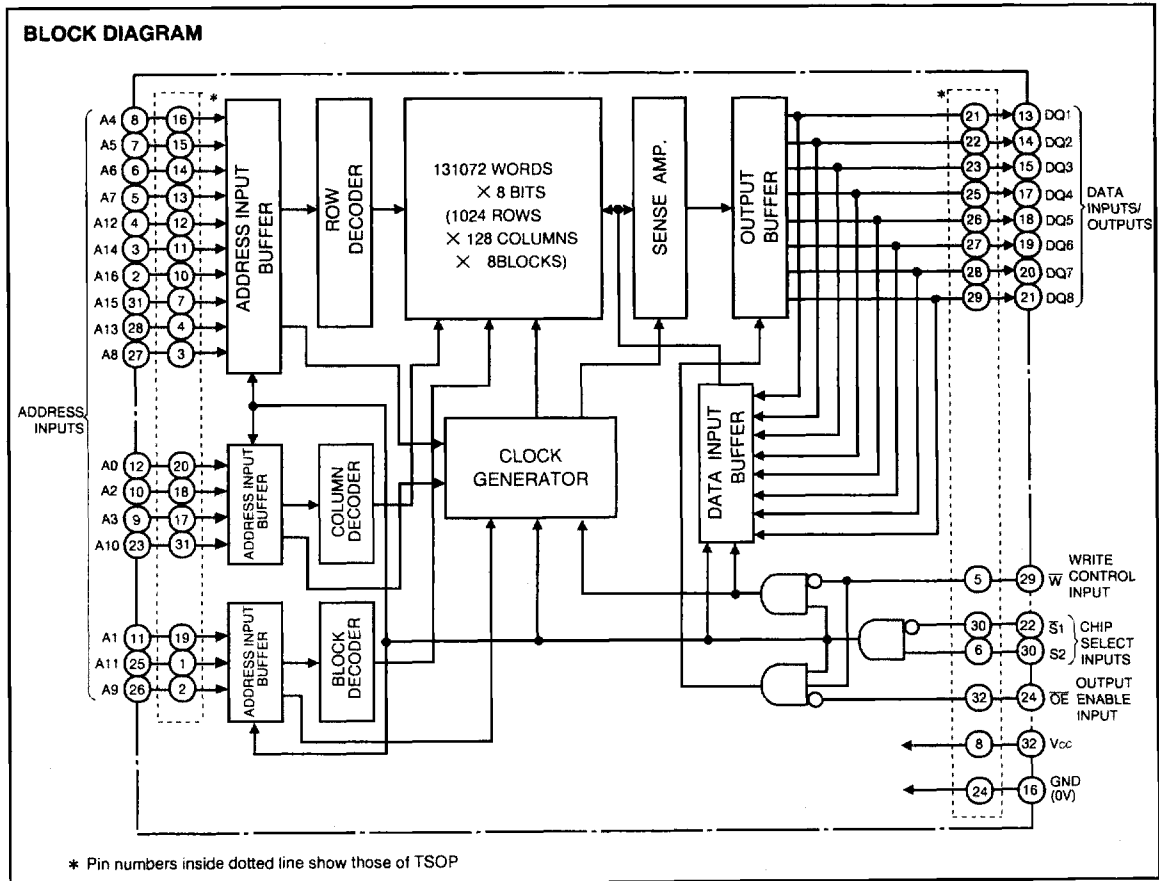 BLOCK DIAGRAM
*
*
A4 8 16
A5 7 15
A6 6 14
A7 5 13
A12 4 12
A14 3 11
A16 2 10
A15 31 7
A13 28 4
A8 27 3
ADDRESS INPUT
BUFFER
ROW
DECODER
131072 WORDS
× 8 BITS
(1024 ROWS
× 128 COLUMNS
× 8BLOCKS)
SENSE AMP.
OUTPUT
BUFFER
21 13 DQ1
22 14 DQ2
23 15 DQ3
25 17 DQ4
26 18 DQ5
27 19 DQ6
28 20 DQ7
29 21 DQ8
DATA
INPUTS/
OUTPUTS
ADDRESS
INPUTS
A0 12 20
A2 10 18
A3 9 17
A10 23 31
ADDRESS INPUT
BUFFER
COLUMN
DECODER
CLOCK
GENERATOR
DATA INPUT
BUFFER
A1 11 19
A11 25 1
A9 26 2
ADDRESS INPUT
BUFFER
BLOCK
DECODER
5 29 W̅
WRITE
CONTROL
INPUT
30 22 S̅1
6 30 S2
CHIP
SELECT
INPUTS
32 24 O̅E̅
OUTPUT
ENABLE
INPUT
8 32 Vcc
24 16 GND
(0V)
* Pin numbers inside dotted line show those of TSOP